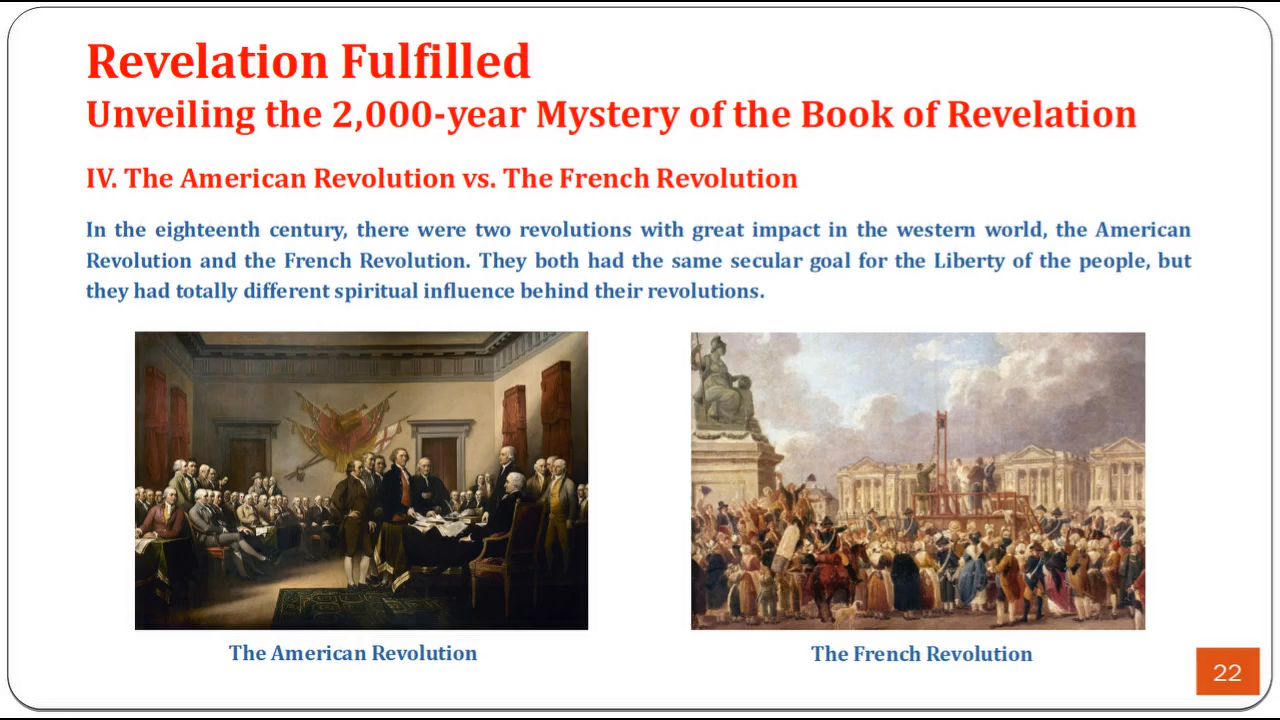 Revelation Fulfilled
Unveiling the 2,000-year Mystery of the Book of Revelation
IV. The American Revolution vs. The French Revolution
In the eighteenth century, there were two revolutions with great impact in the western world, the American
Revolution and the French Revolution. They both had the same secular goal for the Liberty of the people, but
they had totally different spiritual influence behind their revolutions.
The American Revolution
The French Revolution
22